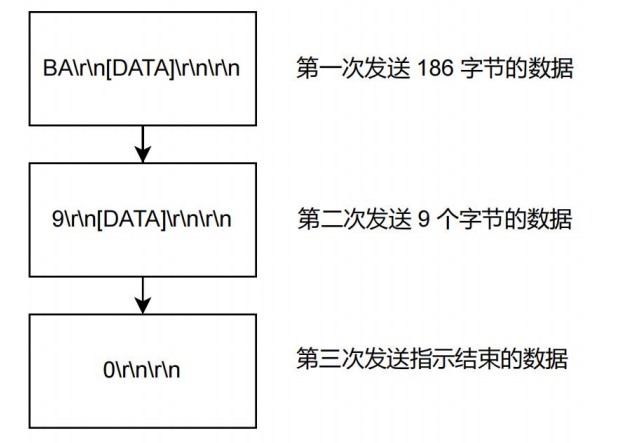 BA\r\n[DATA]\r\n\r\n
第一次发送 186 字节的数据
9\r\n[DATA]\r\n\r\n
第二次发送 9 个字节的数据
0\r\n\r\n
第三次发送指示结束的数据